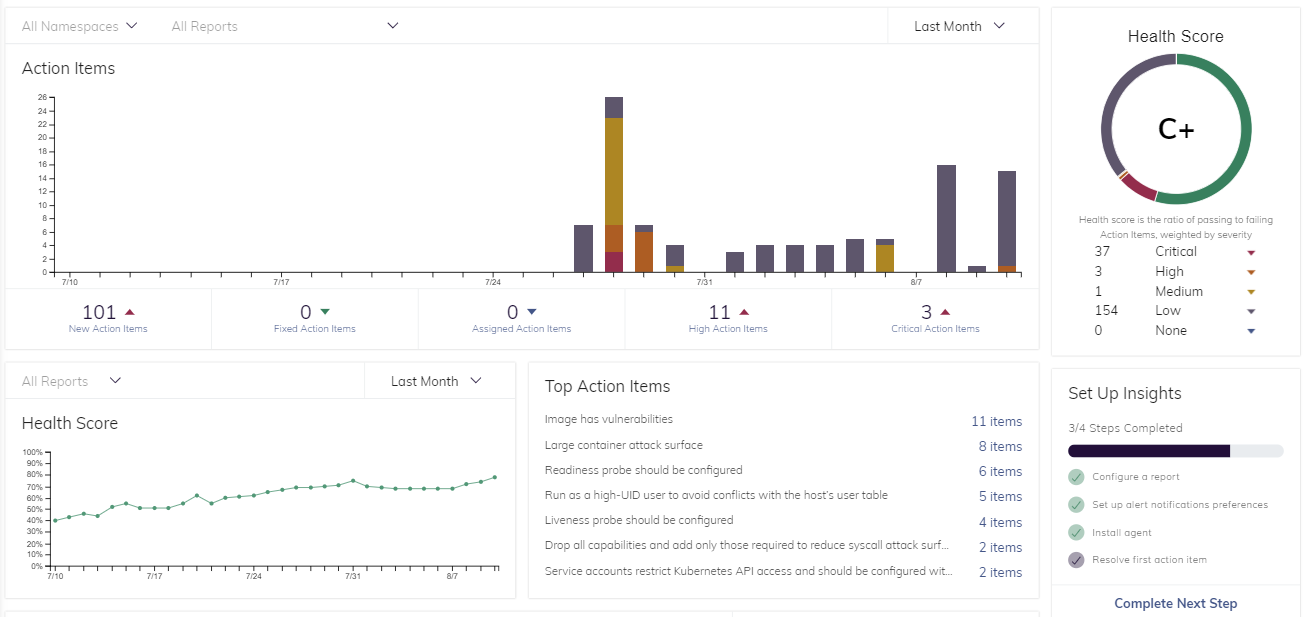 All Namespaces
All Reports
Last Month
Action Items
26
24
22
20
18
16
14
12
10
8
6
4
2
0
7/10
7/17
7/24
7/31
8/7
101
New Action Items
0
Fixed Action Items
0
Assigned Action Items
11
High Action Items
3
Critical Action Items
Health Score
C+
Health score is the ratio of passing to failing
Action Items, weighted by severity
37 Critical
3 High
1 Medium
154 Low
0 None
All Reports
Last Month
Health Score
100%
90%
80%
70%
60%
50%
40%
30%
20%
10%
0%
7/10
7/17
7/24
7/31
8/7
Top Action Items
Image has vulnerabilities 11 items
Large container attack surface 8 items
Readiness probe should be configured 6 items
Run as a high-UID user to avoid conflicts with the host's user table 5 items
Liveness probe should be configured 4 items
Drop all capabilities and add only those required to reduce syscall attack surf... 2 items
Service accounts restrict Kubernetes API access and should be configured wit... 2 items
Set Up Insights
3/4 Steps Completed
Configure a report
Set up alert notifications preferences
Install agent
Resolve first action item
Complete Next Step